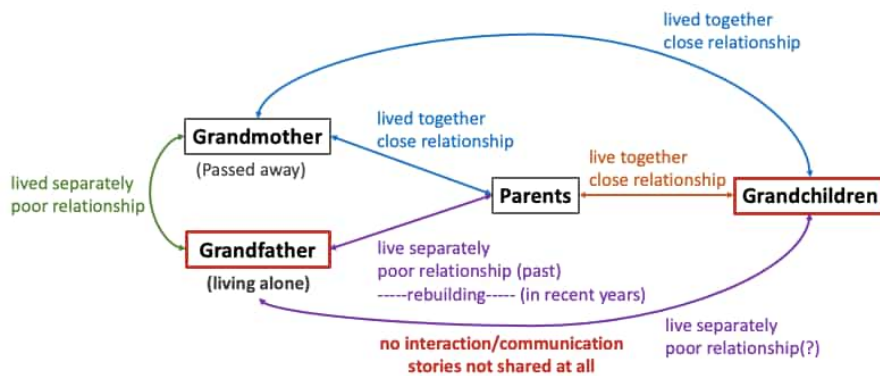 lived together
close relationship
Grandmother
(Passed away)
lived together
close relationship
lived separately
poor relationship
live together
close relationship
Parents
Grandchildren
Grandfather
(living alone)
live separately
poor relationship (past)
-----rebuilding----- (in recent years)
no interaction/communication
stories not shared at all
live separately
poor relationship(?)